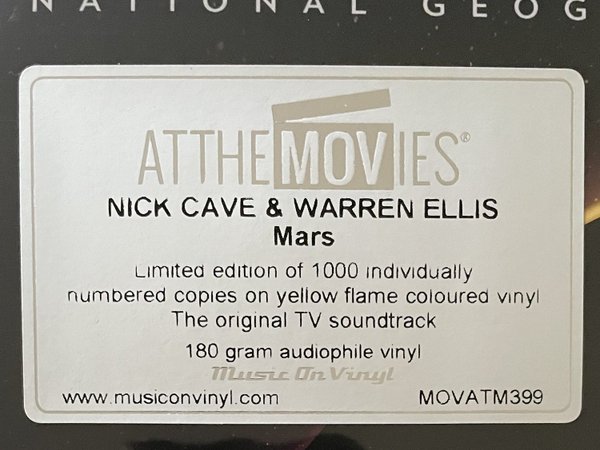 NATIONAL GEOG
ATTHEMOVIES®
NICK CAVE & WARREN ELLIS
Mars
Limited edition of 1000 individually
numbered copies on yellow flame coloured vinyl
The original TV soundtrack
180 gram audiophile vinyl
Music On Vinyl
www.musiconvinyl.com MOVATM399